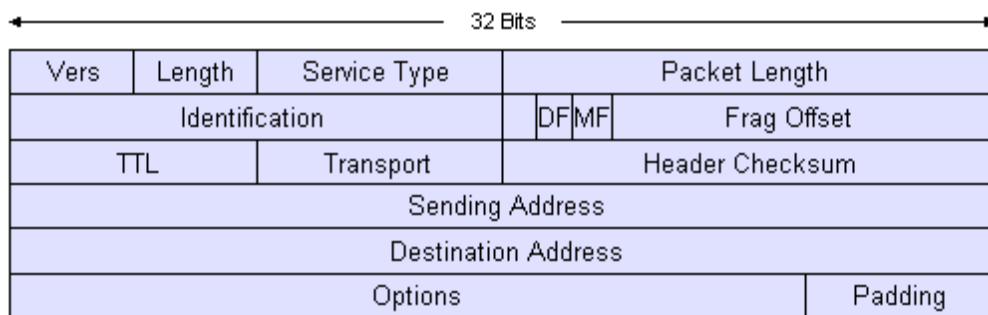 32 Bits
Vers Length Service Type Packet Length
Identification DF MF Frag Offset
TTL Transport Header Checksum
Sending Address
Destination Address
Options Padding